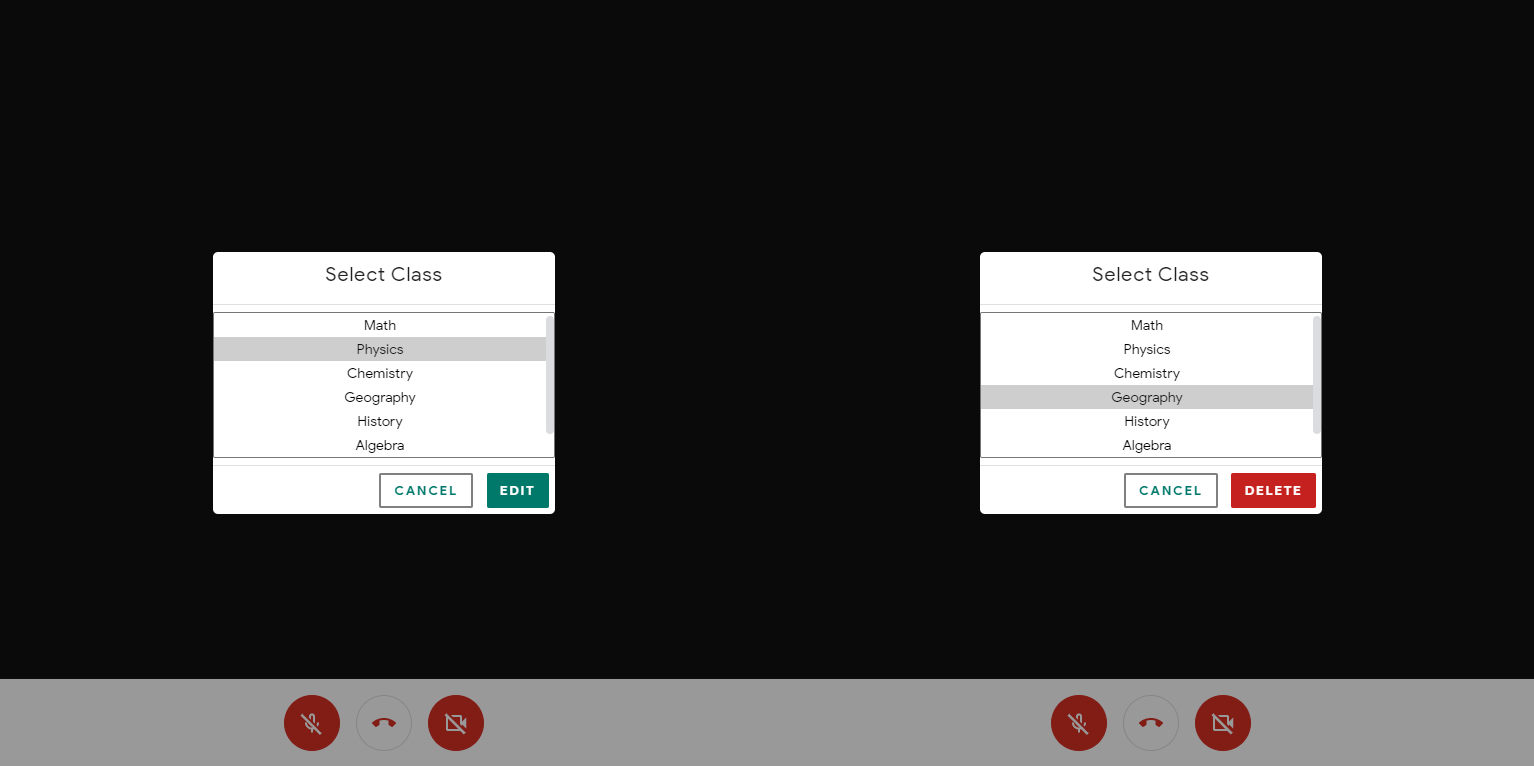 Select Class
Math
Physics
Chemistry
Geography
History
Algebra
CANCEL EDIT
Select Class
Math
Physics
Chemistry
Geography
History
Algebra
CANCEL DELETE